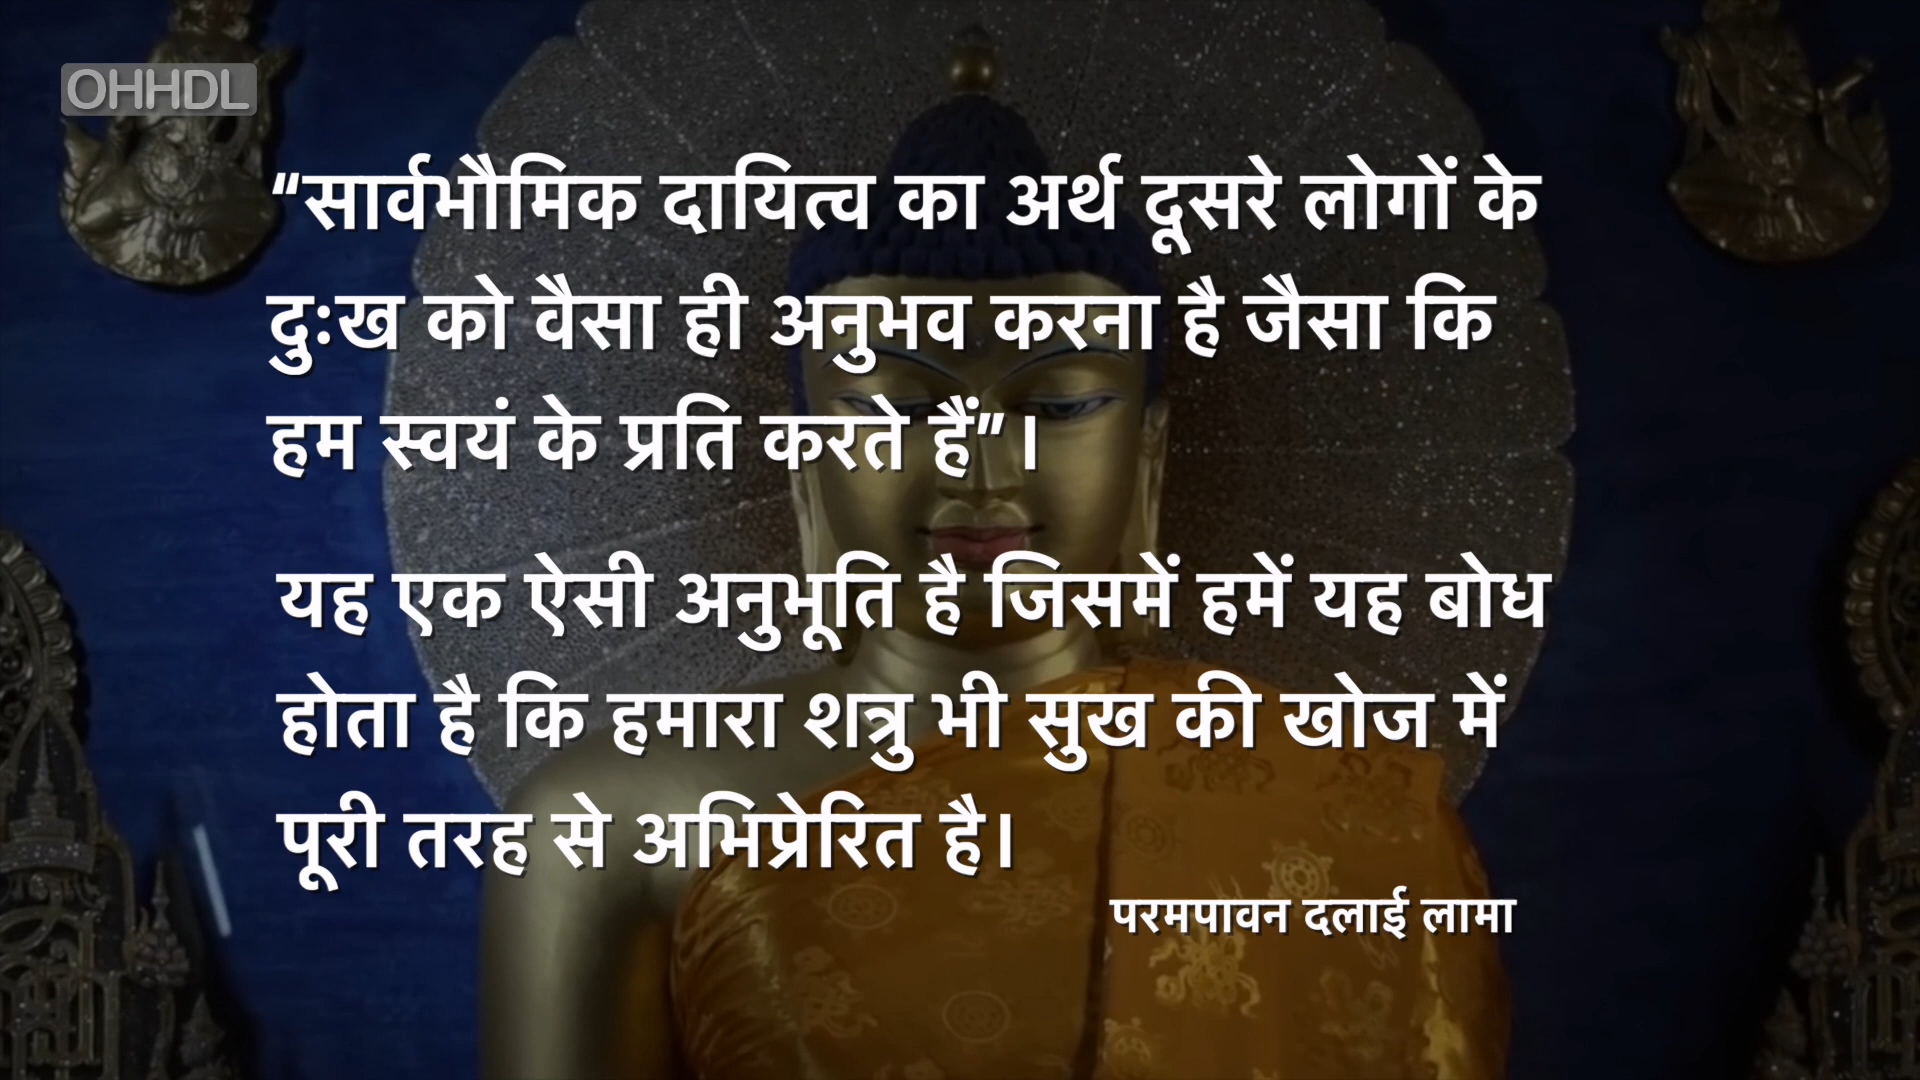 OHHDL
"सार्वभौमिक दायित्व का अर्थ दूसरे लोगों के
दुःख को वैसा ही अनुभव करना है जैसा कि
हम स्वयं के प्रति करते हैं"।
यह एक ऐसी अनुभूति है जिसमें हमें यह बोध
होता है कि हमारा शत्रु भी सुख की खोज में
पूरी तरह से अभिप्रेरित है।
परमपावन दलाई लामा